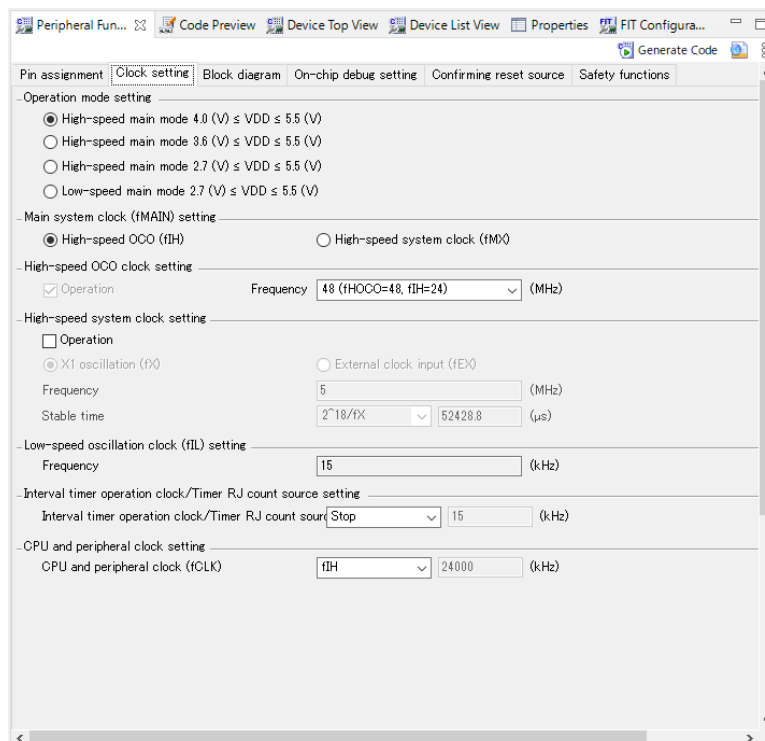 Peripheral Fun... Code Preview Device Top View Device List View Properties FIT Configura...
Generate Code
Pin assignment Clock setting Block diagram On-chip debug setting Confirming reset source Safety functions
Operation mode setting
High-speed main mode 4.0 (V) ≤ VDD ≤ 5.5 (V)
High-speed main mode 3.6 (V) ≤ VDD ≤ 5.5 (V)
High-speed main mode 2.7 (V) ≤ VDD ≤ 5.5 (V)
Low-speed main mode 2.7 (V) ≤ VDD ≤ 5.5 (V)
Main system clock (fMAIN) setting
High-speed OCO (fIH) High-speed system clock (fMX)
High-speed OCO clock setting
Operation Frequency 48 (fHOCO=48, fIH=24) (MHz)
High-speed system clock setting
Operation
X1 oscillation (fX) External clock input (fEX)
Frequency 5 (MHz)
Stable time 2^18/fX 52428.8 (μs)
Low-speed oscillation clock (fIL) setting
Frequency 15 (kHz)
Interval timer operation clock/Timer RJ count source setting
Interval timer operation clock/Timer RJ count sour Stop 15 (kHz)
CPU and peripheral clock setting
CPU and peripheral clock (fCLK) fIH 24000 (kHz)